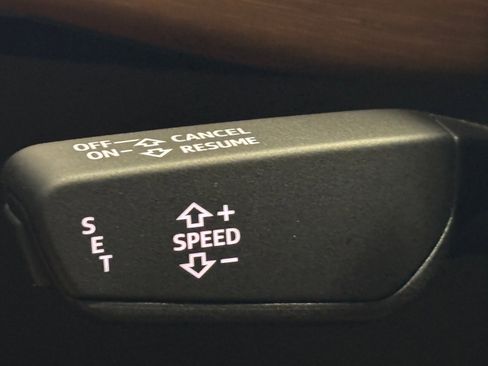 OFF CANCEL
ON RESUME
SET
+
SPEED
-